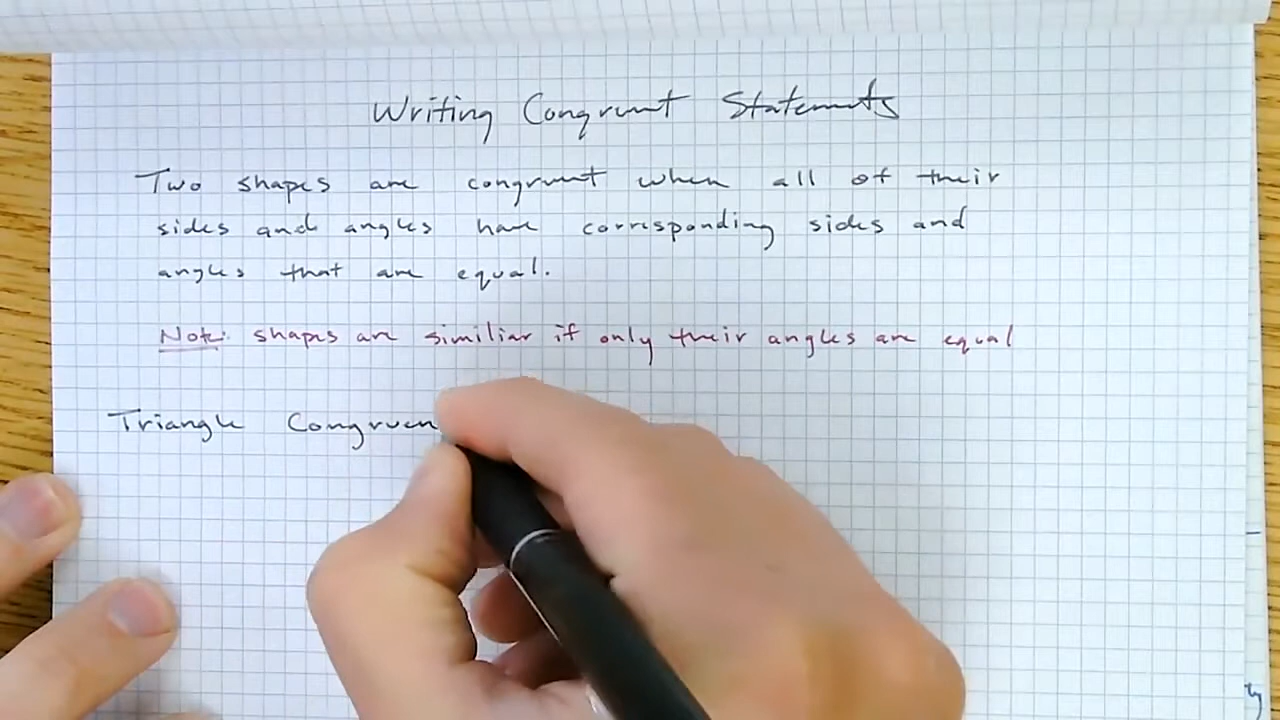 Writing Congruent Statements
Two shapes are congruent when all of their
sides and angles have corresponding sides and
angles that are equal.
Note: shapes are similiar if only their angles are equal
Triangle Congruen